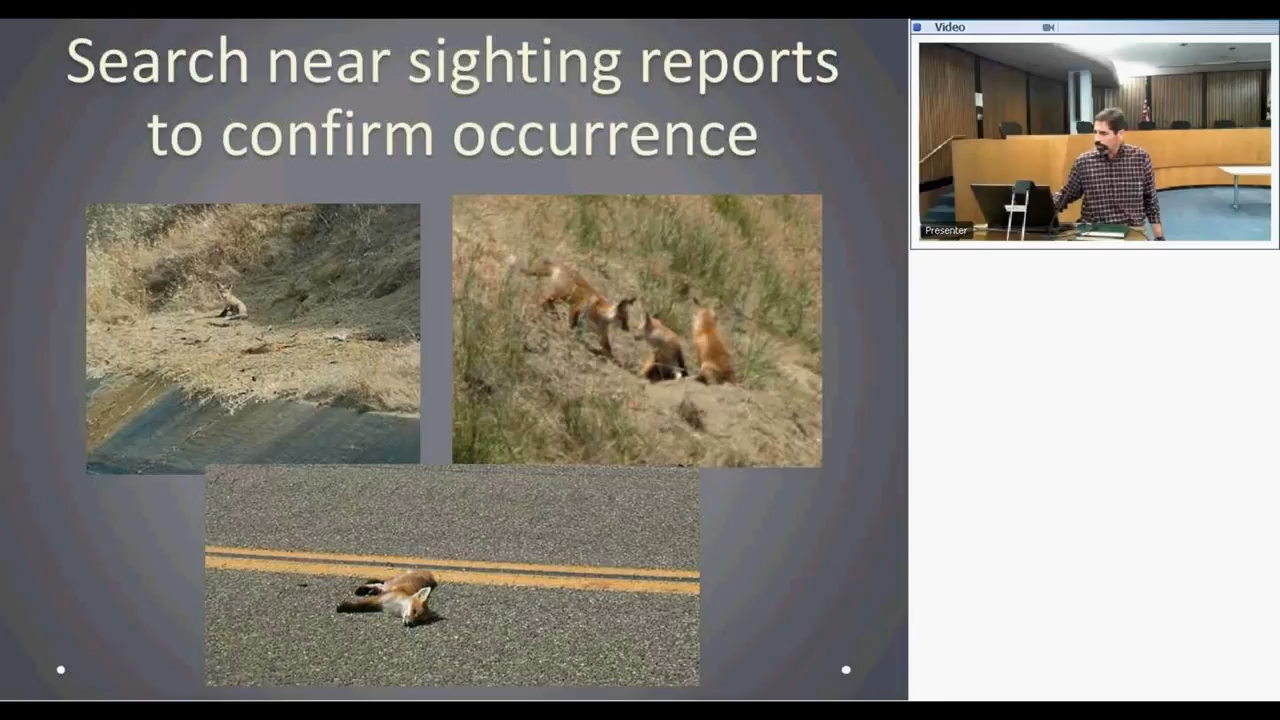 Search near sighting reports
to confirm occurrence
Video
Presenter